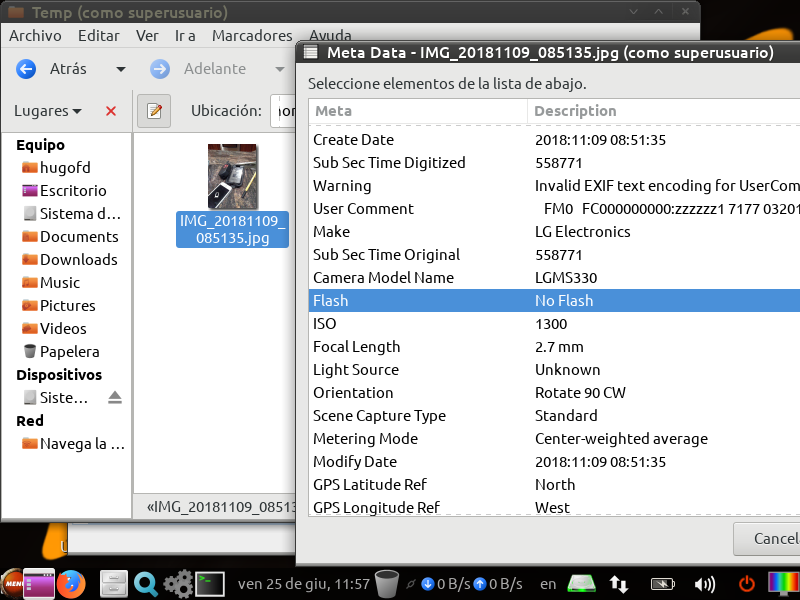 Temp (como superusuario)
Archivo Editar Ver Ir a Marcadores Ayuda
Atrás Adelante
Lugares Ubicación:
Equipo
hugofd
Escritorio
Sistema d...
Documents
Downloads
Music
Pictures
Videos
Papelera
Dispositivos
Siste...
Red
Navega la ...
IMG_20181109_
085135.jpg
«IMG_20181109_08513
Meta Data - IMG_20181109_085135.jpg (como superusuario)
Seleccione elementos de la lista de abajo.
Meta Description
Create Date 2018:11:09 08:51:35
Sub Sec Time Digitized 558771
Warning Invalid EXIF text encoding for UserCom
User Comment FM0 FC000000000:zzzzzz1 7177 03201
Make LG Electronics
Sub Sec Time Original 558771
Camera Model Name LGMS330
Flash No Flash
ISO 1300
Focal Length 2.7 mm
Light Source Unknown
Orientation Rotate 90 CW
Scene Capture Type Standard
Metering Mode Center-weighted average
Modify Date 2018:11:09 08:51:35
GPS Latitude Ref North
GPS Longitude Ref West
Cancel
MENU ven 25 de giu, 11:57 0 B/s 0 B/s en